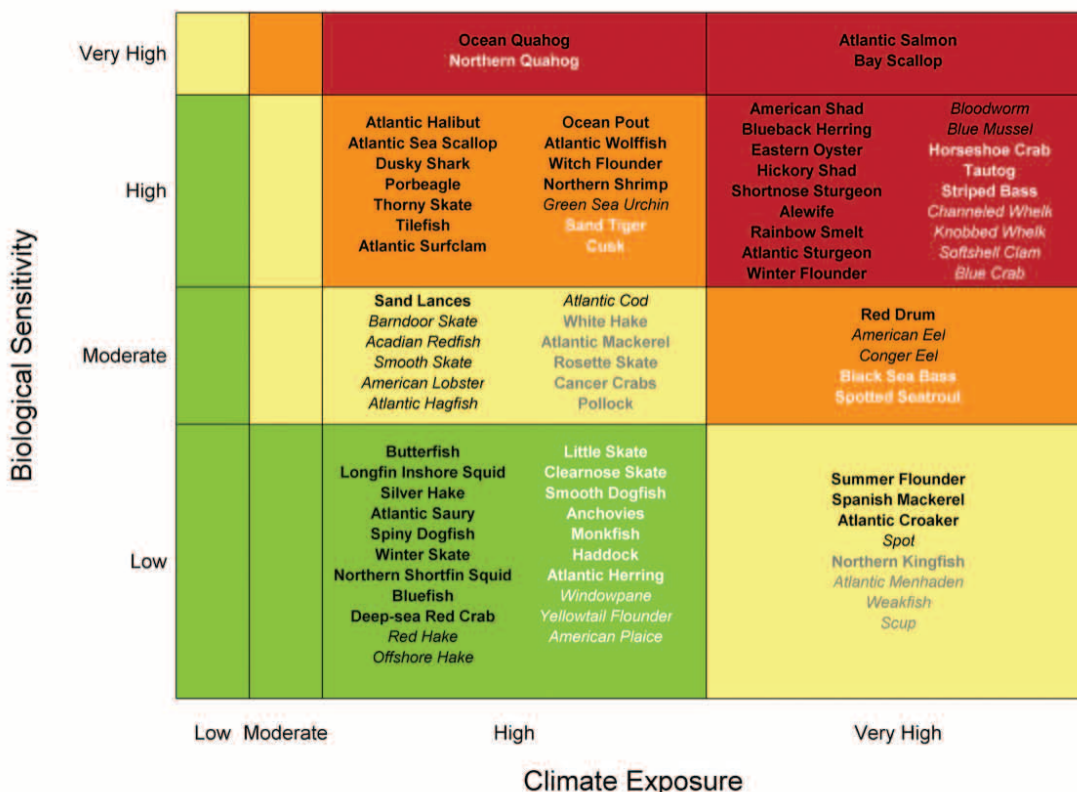 Biological Sensitivity
Very High
Ocean Quahog
Northern Quahog
Atlantic Salmon
Bay Scallop
High
Atlantic Halibut
Atlantic Sea Scallop
Dusky Shark
Porbeagle
Thorny Skate
Tilefish
Atlantic Surfclam
Ocean Pout
Atlantic Wolffish
Witch Flounder
Northern Shrimp
Green Sea Urchin
Sand Tiger
Cusk
American Shad
Blueback Herring
Eastern Oyster
Hickory Shad
Shortnose Sturgeon
Alewife
Rainbow Smelt
Atlantic Sturgeon
Winter Flounder
Bloodworm
Blue Mussel
Horseshoe Crab
Tautog
Striped Bass
Channeled Whelk
Knobbed Whelk
Softshell Clam
Blue Crab
Moderate
Sand Lances
Barndoor Skate
Acadian Redfish
Smooth Skate
American Lobster
Atlantic Hagfish
Atlantic Cod
White Hake
Atlantic Mackerel
Rosette Skate
Cancer Crabs
Pollock
Red Drum
American Eel
Conger Eel
Black Sea Bass
Spotted Seatrout
Low
Butterfish
Longfin Inshore Squid
Silver Hake
Atlantic Saury
Spiny Dogfish
Winter Skate
Northern Shortfin Squid
Bluefish
Deep-sea Red Crab
Red Hake
Offshore Hake
Little Skate
Clearnose Skate
Smooth Dogfish
Anchovies
Monkfish
Haddock
Atlantic Herring
Windowpane
Yellowtail Flounder
American Plaice
Summer Flounder
Spanish Mackerel
Atlantic Croaker
Spot
Northern Kingfish
Atlantic Menhaden
Weakfish
Scup
Low
Moderate
High
Very High
Climate Exposure